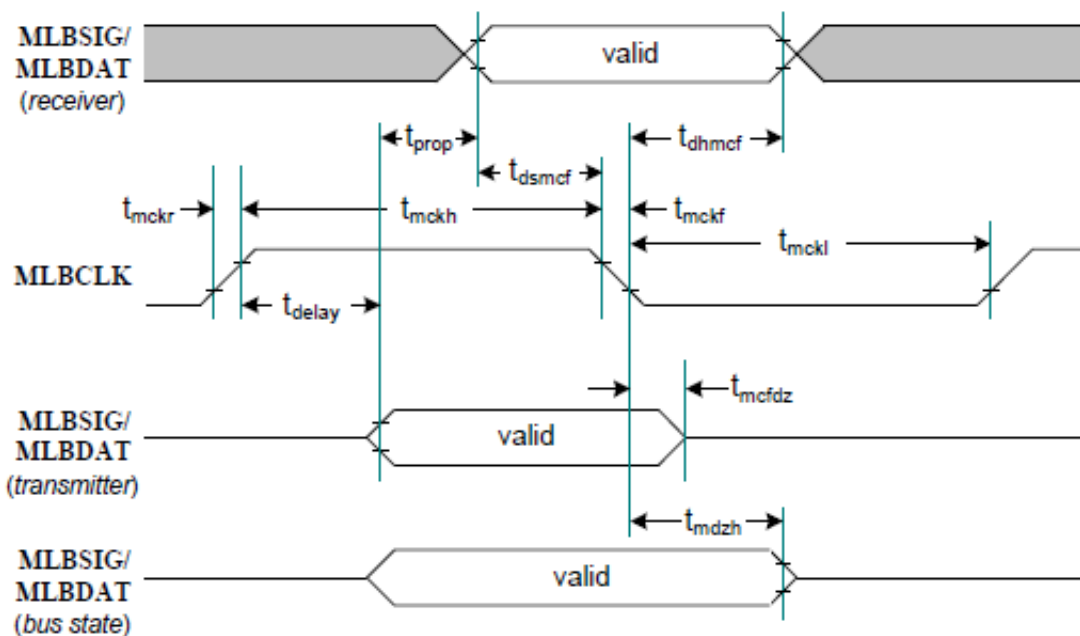 MLBSIG/
MLBDAT
(receiver)
valid
tprop
tdhmcf
tdsmcf
tmckr
tmckh
tmckf
tmckl
MLBCLK
tdelay
tmcfdz
MLBSIG/
MLBDAT
(transmitter)
valid
tmdzh
MLBSIG/
MLBDAT
(bus state)
valid